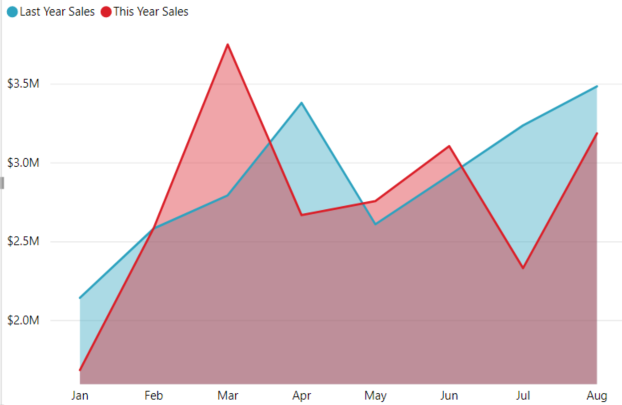 Last Year Sales This Year Sales
$3.5M
$3.0M
$2.5M
$2.0M
Jan Feb Mar Apr May Jun Jul Aug